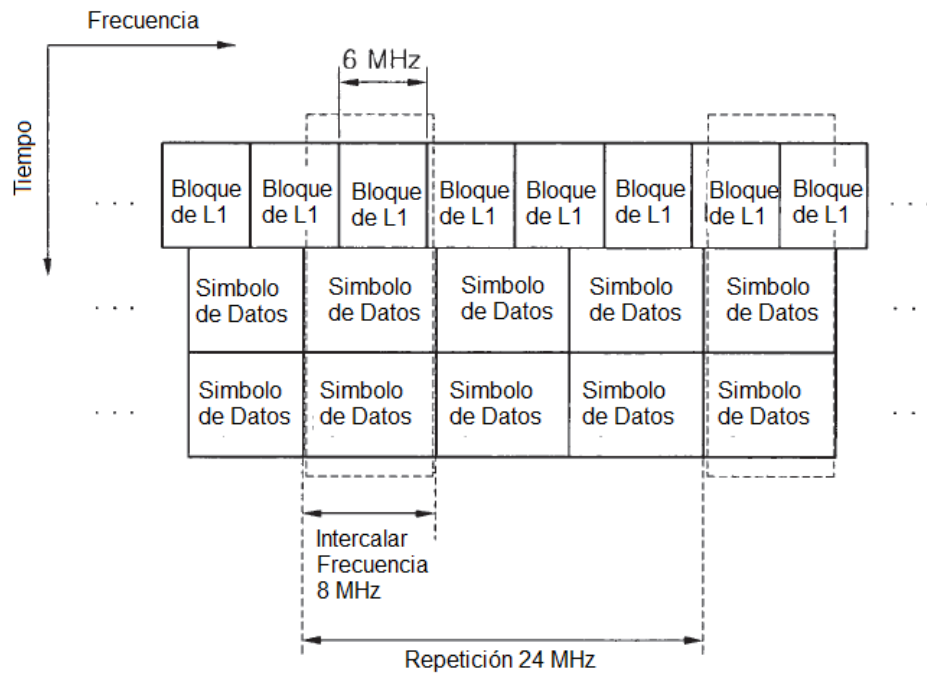 Frecuencia
6 MHz
Tiempo
Bloque
de L1
Bloque
de L1
Bloque
de L1
Bloque
de L1
Bloque
de L1
Bloque
de L1
Bloque
de L1
Bloque
de L1
. . .
. . .
Simbolo
de Datos
Simbolo
de Datos
Simbolo
de Datos
Simbolo
de Datos
Simbolo
de Datos
. . .
. .
Simbolo
de Datos
Simbolo
de Datos
Simbolo
de Datos
Simbolo
de Datos
Simbolo
de Datos
. . .
. .
Intercalar
Frecuencia
8 MHz
Repetición 24 MHz